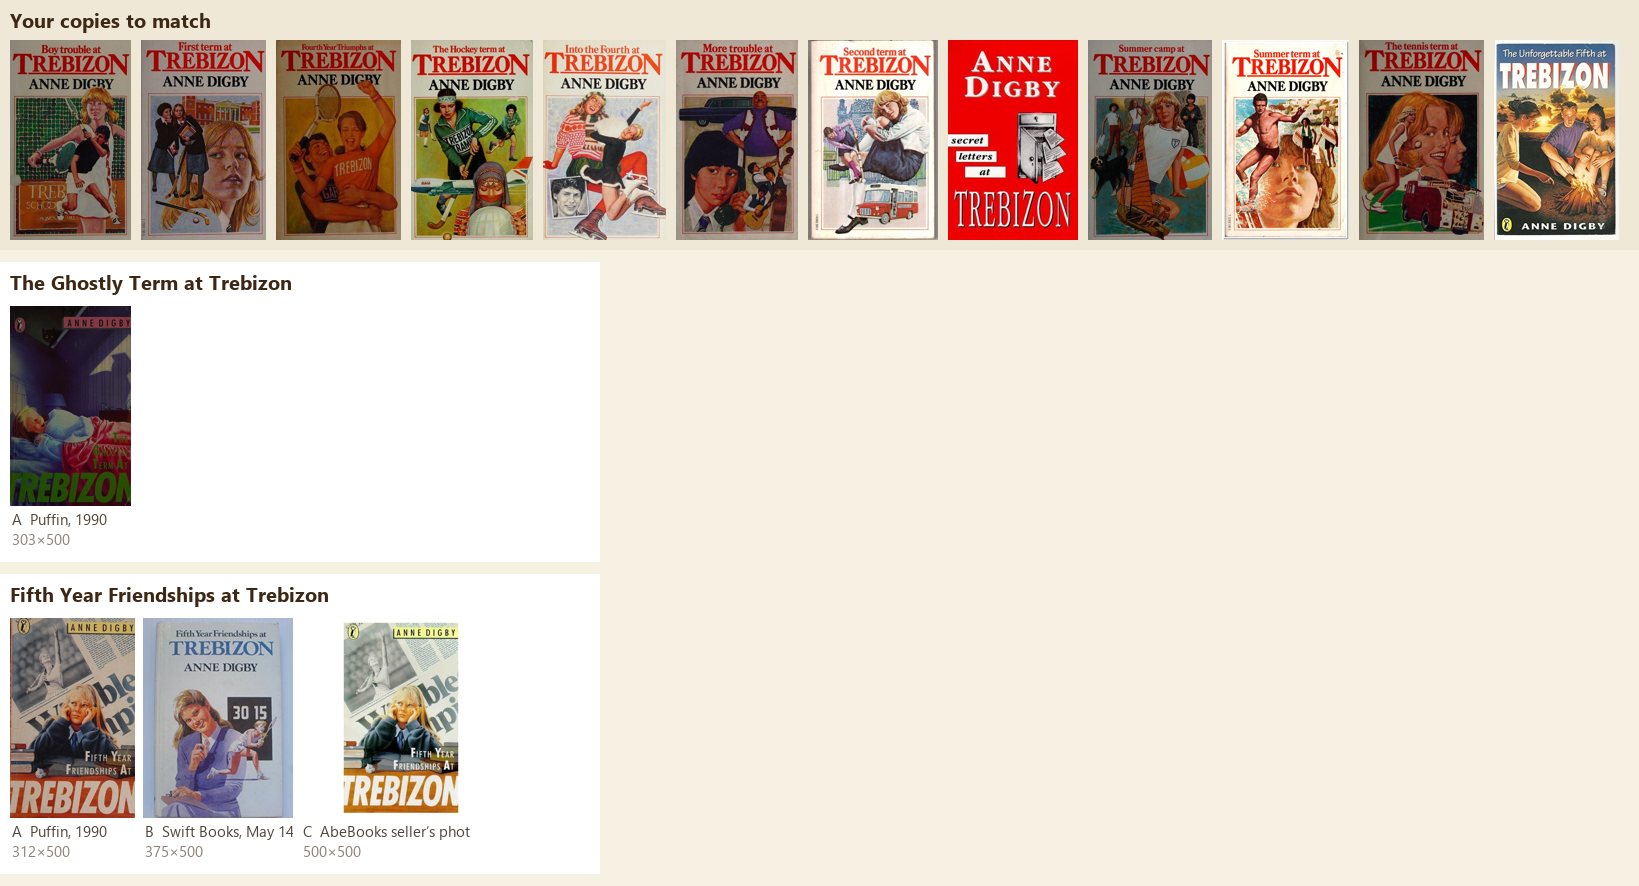 Your copies to match
Boy trouble at
TREBIZON
ANNE DIGBY
TREB
First term at
TREBIZON
ANNE DIGBY
Fourth Year Triumphs at
TREBIZON
ANNE DIGBY
TREBIZON
The Hockey term at
TREBIZON
ANNE DIGBY
TREBIZON
Into the Fourth at
TREBIZON
ANNE DIGBY
More trouble at
TREBIZON
ANNE DIGBY
Second term at
TREBIZON
ANNE DIGBY
ANNE
DIGBY
secret
letters
at
TREBIZON
Summer camp at
TREBIZON
ANNE DIGBY
Summer term at
TREBIZON
ANNE DIGBY
The tennis term at
TREBIZON
ANNE DIGBY
The Unforgettable Fifth at
TREBIZON
ANNE DIGBY
The Ghostly Term at Trebizon
ANNE DIGBY
TERM AT
TREBIZON
A Puffin, 1990
303×500
Fifth Year Friendships at Trebizon
ANNE DIGBY
FIFTH YEAR
FRIENDSHIPS AT
TREBIZON
A Puffin, 1990
312×500
Fifth Year Friendships at
TREBIZON
ANNE DIGBY
30 15
B Swift Books, May 14
375×500
ANNE DIGBY
FIFTH YEAR
FRIENDSHIPS AT
TREBIZON
C AbeBooks seller's phot
500×500